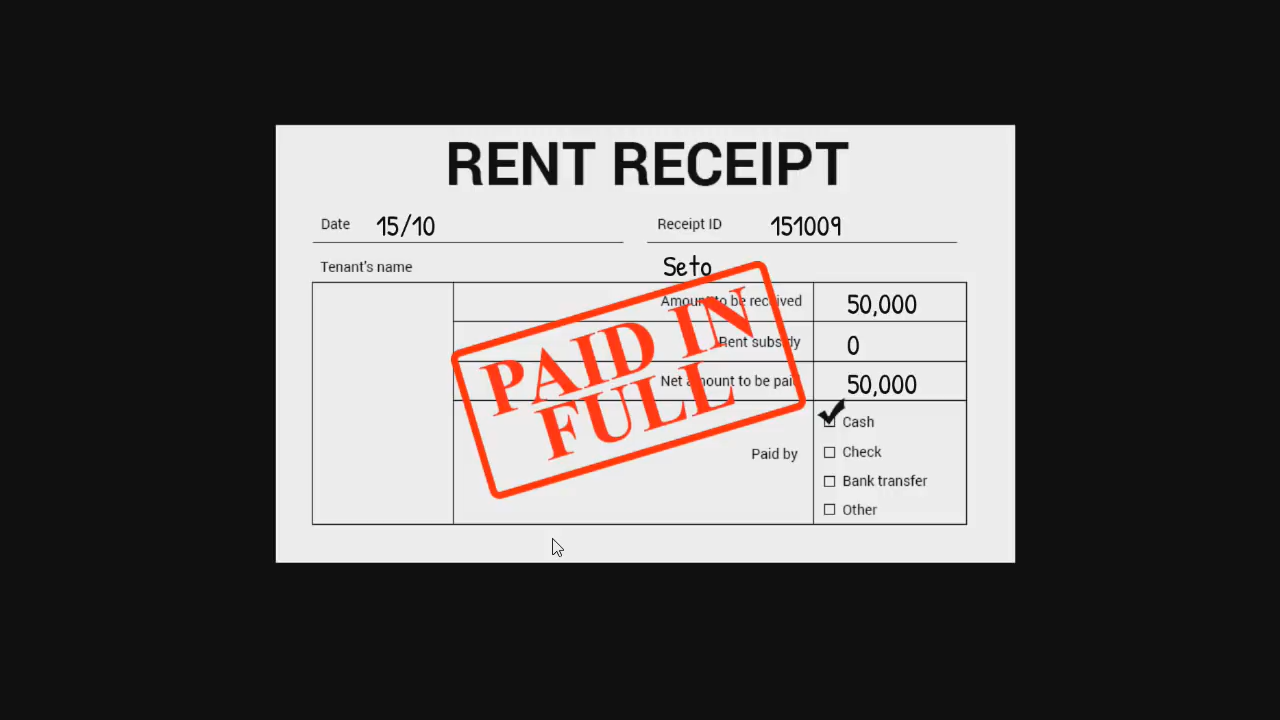 RENT RECEIPT
Date 15/10 Receipt ID 151009
Tenant's name Seto
Amount to be received 50,000
Rent subsidy 0
Net amount to be paid 50,000
PAID IN
FULL
Paid by
Cash
Check
Bank transfer
Other